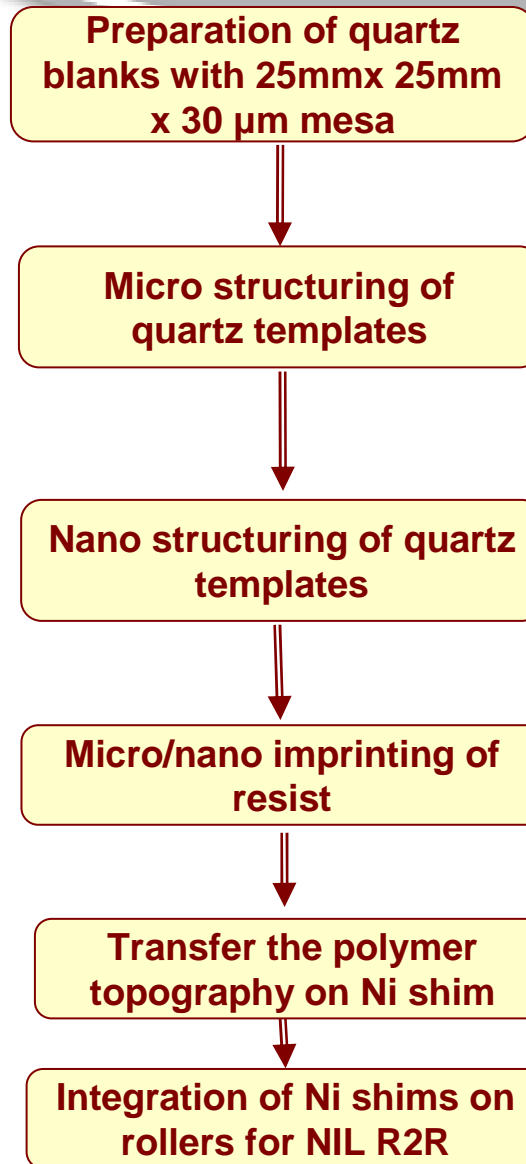 Preparation of quartz
blanks with 25mmx 25mm
x 30 µm mesa
Micro structuring of
quartz templates
Nano structuring of quartz
templates
Micro/nano imprinting of
resist
Transfer the polymer
topography on Ni shim
Integration of Ni shims on
rollers for NIL R2R